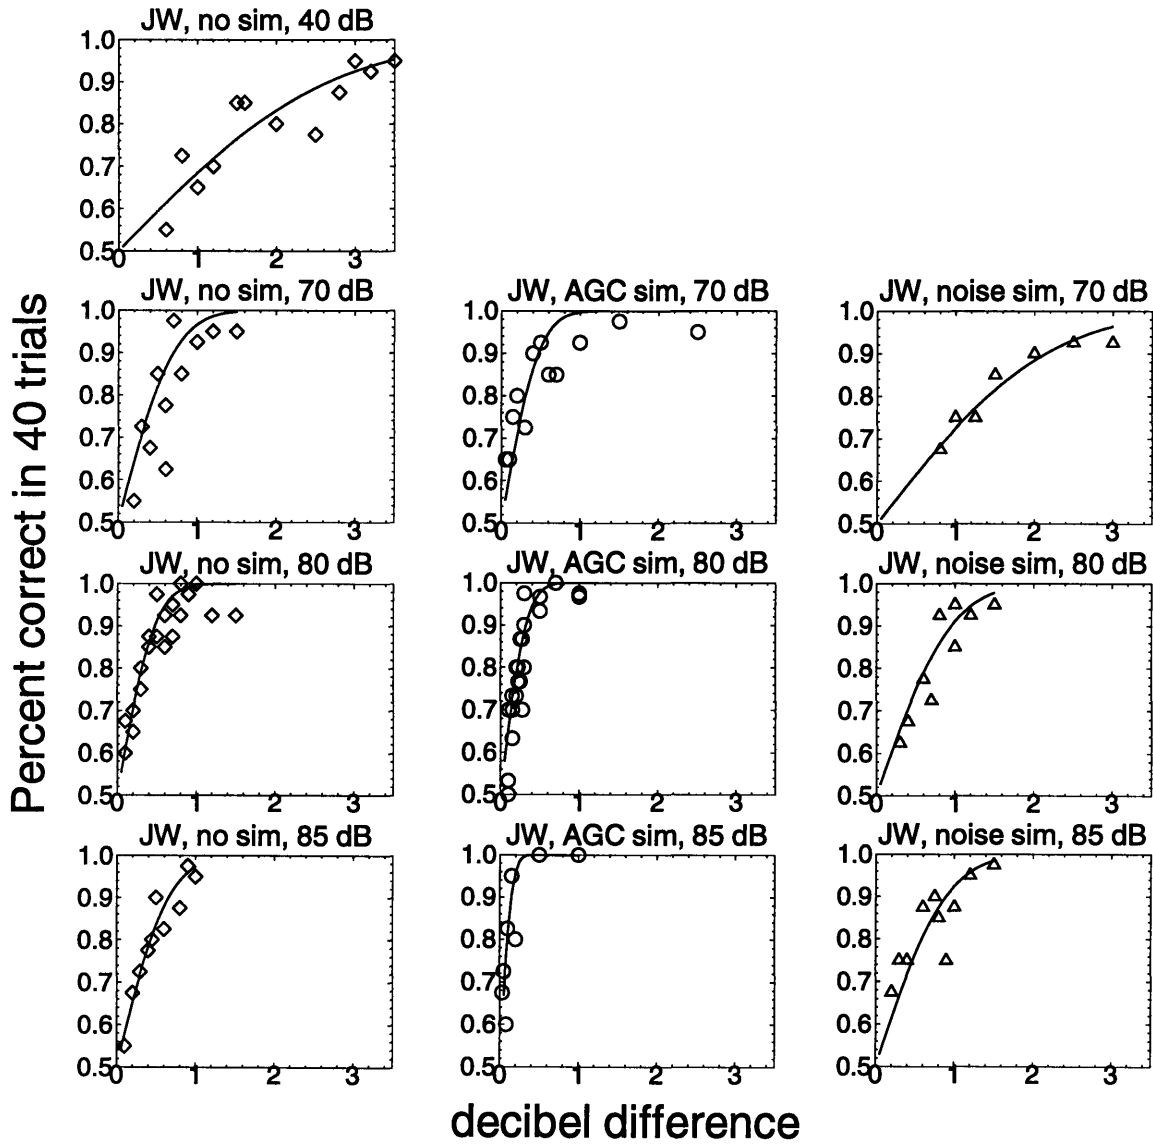 JW, no sim, 40 dB
1.0
0.9
0.8
0.7
0.6
0.5
0 1 2 3
JW, no sim, 70 dB
1.0
0.9
0.8
0.7
0.6
0.5
0 1 2 3
JW, AGC sim, 70 dB
1.0
0.9
0.8
0.7
0.6
0.5
0 1 2 3
JW, noise sim, 70 dB
1.0
0.9
0.8
0.7
0.6
0.5
0 1 2 3
JW, no sim, 80 dB
1.0
0.9
0.8
0.7
0.6
0.5
0 1 2 3
JW, AGC sim, 80 dB
1.0
0.9
0.8
0.7
0.6
0.5
0 1 2 3
JW, noise sim, 80 dB
1.0
0.9
0.8
0.7
0.6
0.5
0 1 2 3
JW, no sim, 85 dB
1.0
0.9
0.8
0.7
0.6
0.5
0 1 2 3
JW, AGC sim, 85 dB
1.0
0.9
0.8
0.7
0.6
0.5
0 1 2 3
JW, noise sim, 85 dB
1.0
0.9
0.8
0.7
0.6
0.5
0 1 2 3
Percent correct in 40 trials
decibel difference